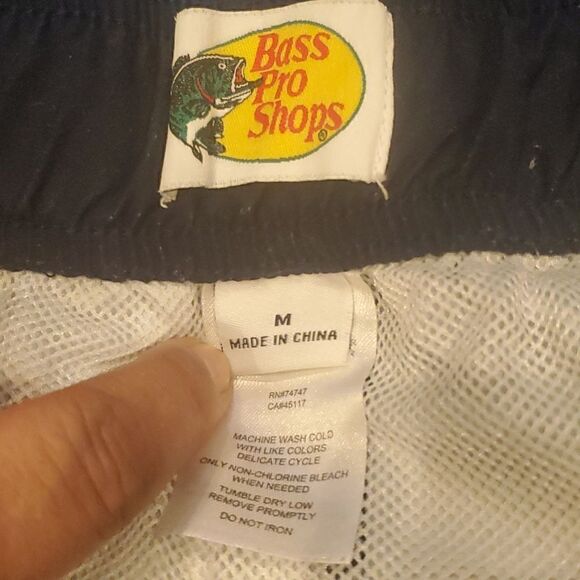 Bass
Pro
Shops®
M
MADE IN CHINA
RN#74747
CA#45117
MACHINE WASH COLD
WITH LIKE COLORS
DELICATE CYCLE
ONLY NON-CHLORINE BLEACH
WHEN NEEDED
TUMBLE DRY LOW
REMOVE PROMPTLY
DO NOT IRON